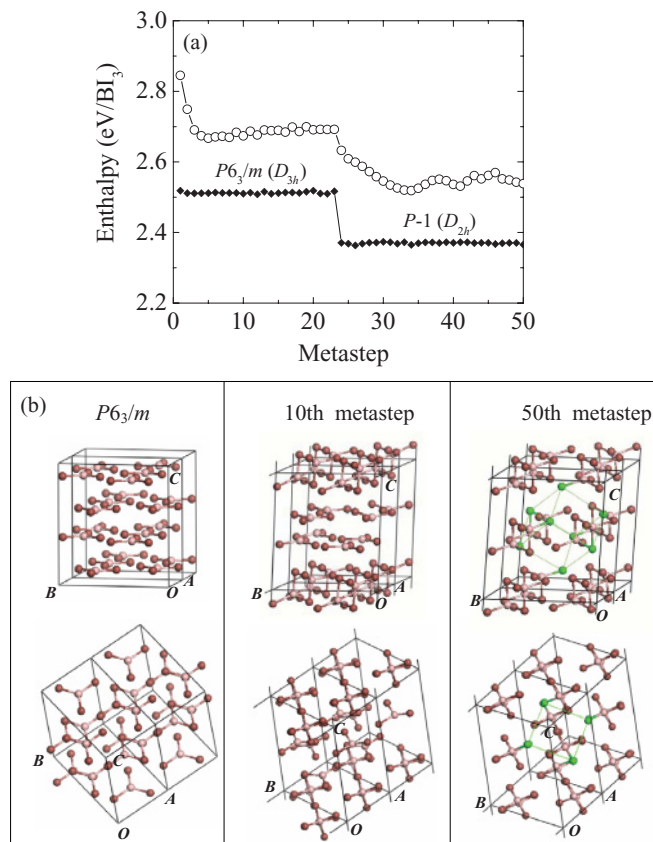 (a)
3.0
2.8
2.6
2.4
2.2
Enthalpy (eV/BI3)
P63/m (D3h)
P-1 (D2h)
0 10 20 30 40 50
Metastep
(b)
P63/m
10th metastep
50th metastep
C
B
O
A
C
B
O
A
C
B
O
A
B
C
A
O
B
C
A
O
B
C
A
O